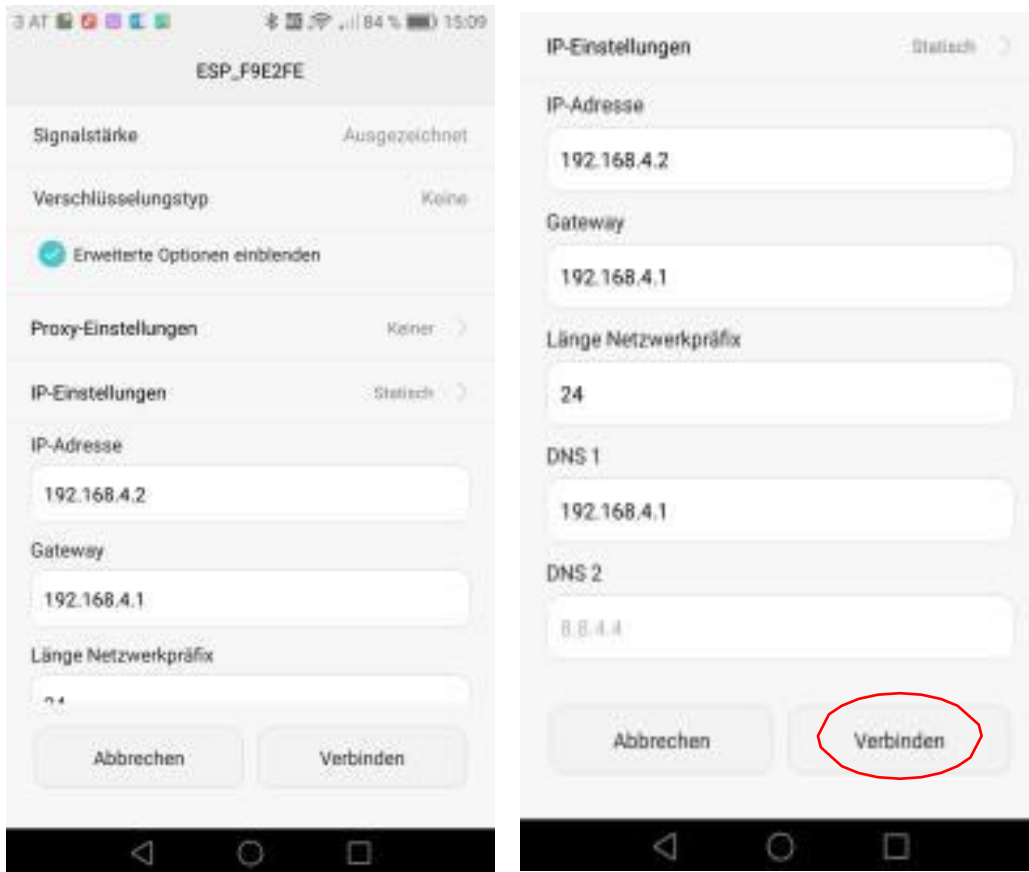 3 AT 84 % 15:09
ESP_F9E2FE
Signalstärke Ausgezeichnet
Verschlüsselungstyp Keine
Erweiterte Optionen einblenden
Proxy-Einstellungen Keiner
IP-Einstellungen Statisch
IP-Adresse
192.168.4.2
Gateway
192.168.4.1
Länge Netzwerkpräfix
24
Abbrechen Verbinden
IP-Einstellungen Statisch
IP-Adresse
192.168.4.2
Gateway
192.168.4.1
Länge Netzwerkpräfix
24
DNS 1
192.168.4.1
DNS 2
8.8.4.4
Abbrechen Verbinden